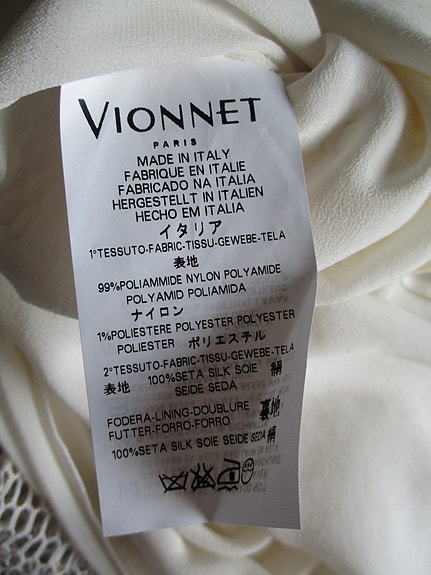 VIONNET
PARIS
MADE IN ITALY
FABRIQUE EN ITALIE
FABRICADO NA ITALIA
HERGESTELLT IN ITALIEN
HECHO EM ITALIA
イタリア
1°TESSUTO-FABRIC-TISSU-GEWEBE-TELA
表地
99%POLIAMMIDE NYLON POLYAMIDE
POLYAMID POLIAMIDA
ナイロン
1%POLIESTERE POLYESTER POLYESTER
POLIESTER ポリエステル
2°TESSUTO-FABRIC-TISSU-GEWEBE-TELA
表地 100%SETA SILK SOIE 絹
SEIDE SEDA
FODERA-LINING-DOUBLURE 裏地
FUTTER-FORRO-FORRO
100%SETA SILK SOIE SEIDE SEDA 絹